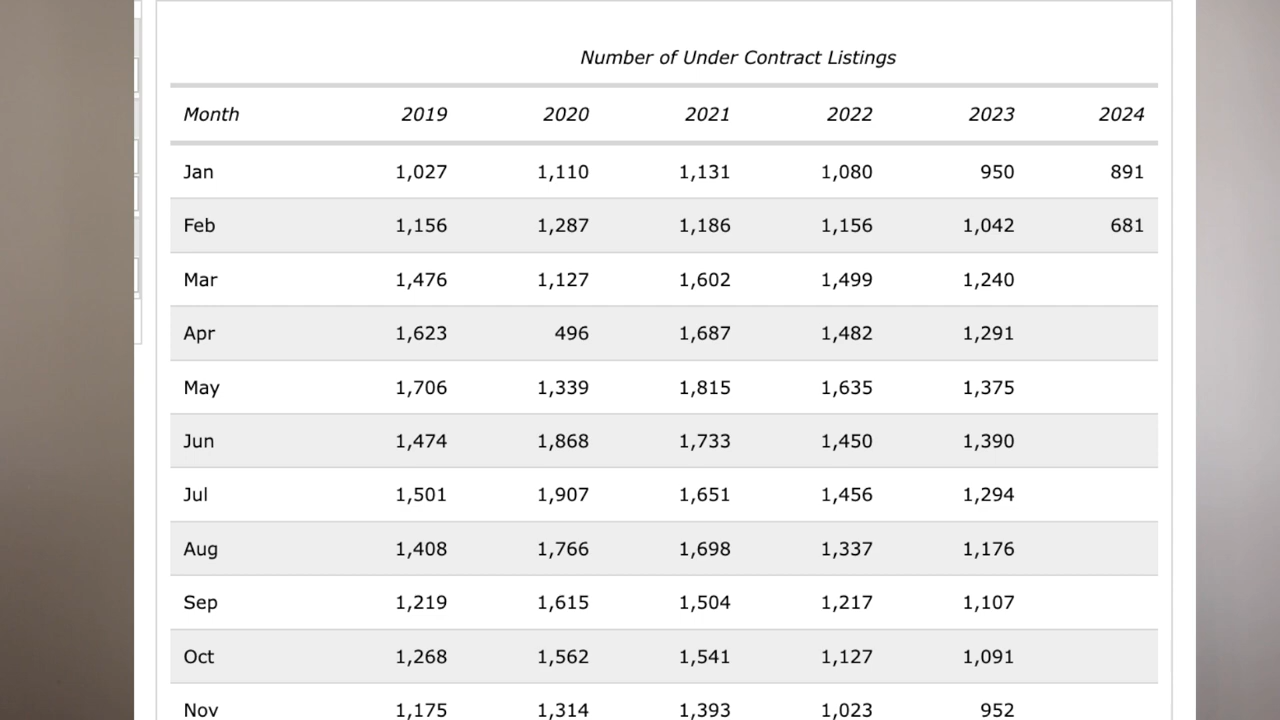 Number of Under Contract Listings
Month 2019 2020 2021 2022 2023 2024
Jan 1,027 1,110 1,131 1,080 950 891
Feb 1,156 1,287 1,186 1,156 1,042 681
Mar 1,476 1,127 1,602 1,499 1,240
Apr 1,623 496 1,687 1,482 1,291
May 1,706 1,339 1,815 1,635 1,375
Jun 1,474 1,868 1,733 1,450 1,390
Jul 1,501 1,907 1,651 1,456 1,294
Aug 1,408 1,766 1,698 1,337 1,176
Sep 1,219 1,615 1,504 1,217 1,107
Oct 1,268 1,562 1,541 1,127 1,091
Nov 1,175 1,314 1,393 1,023 952